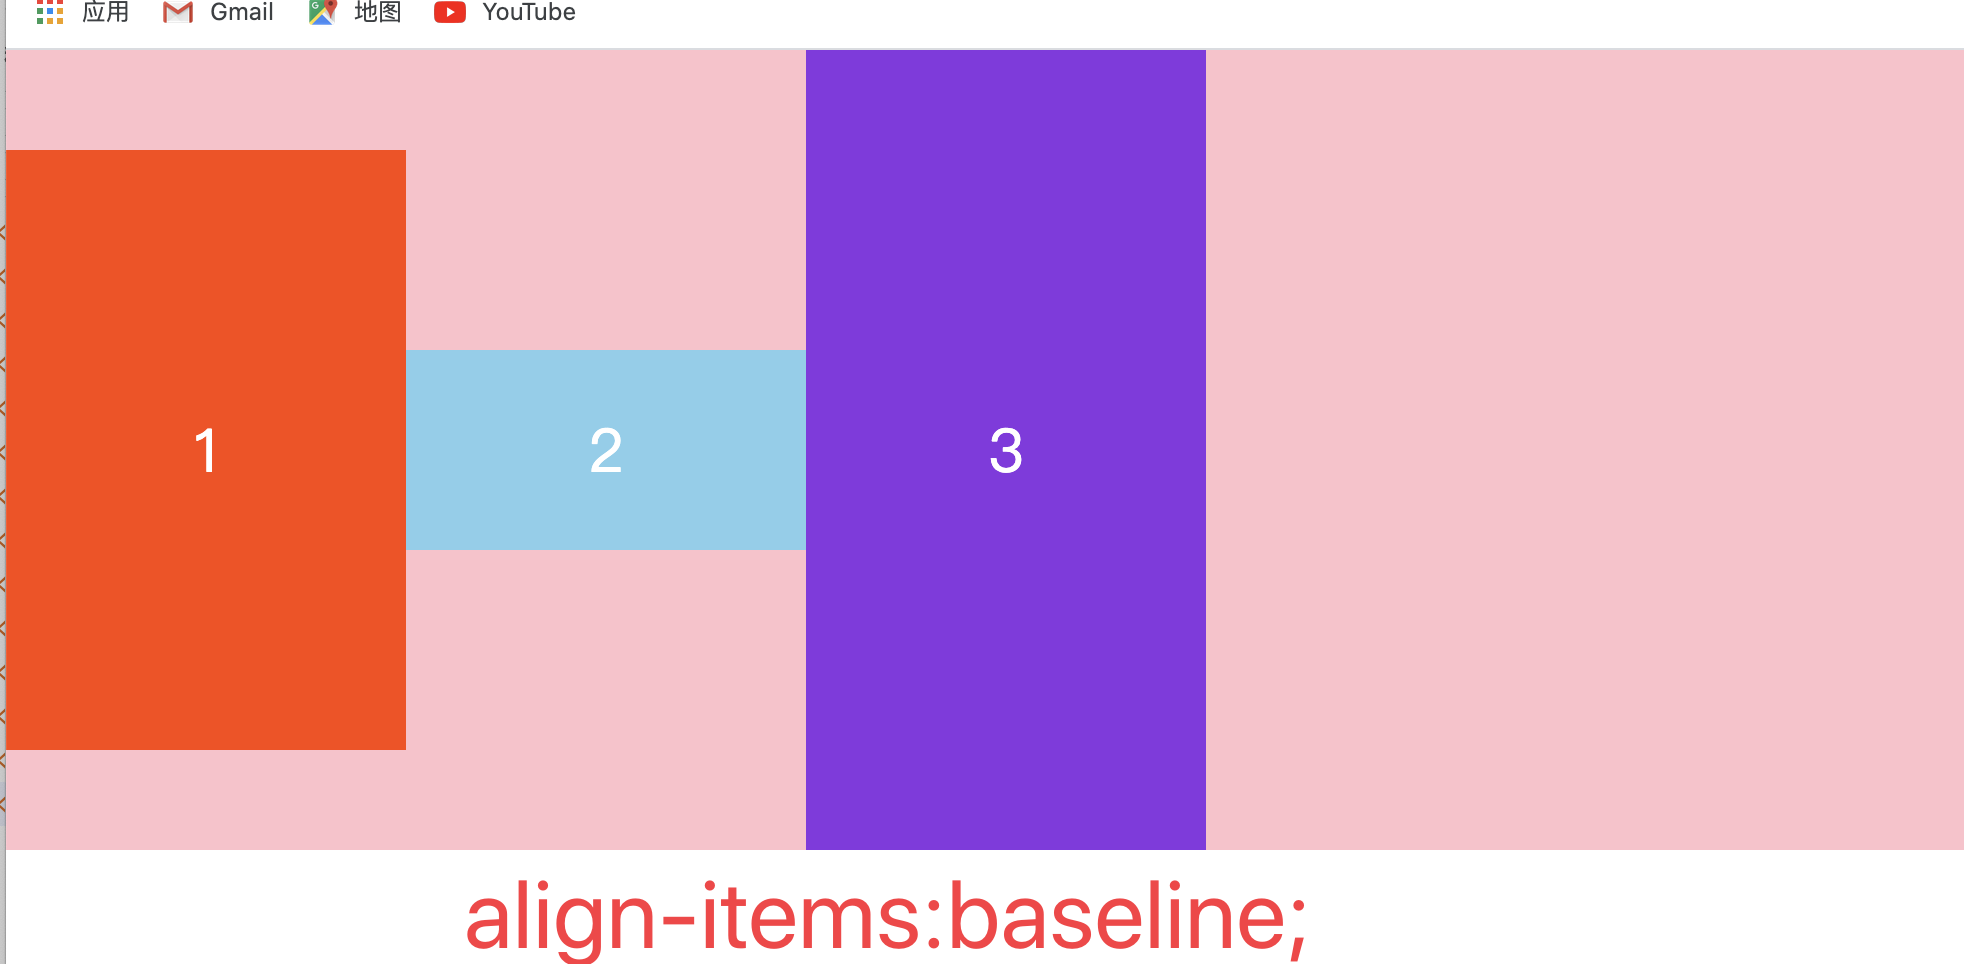 应用 Gmail 地图 YouTube
1 2 3
align-items:baseline;